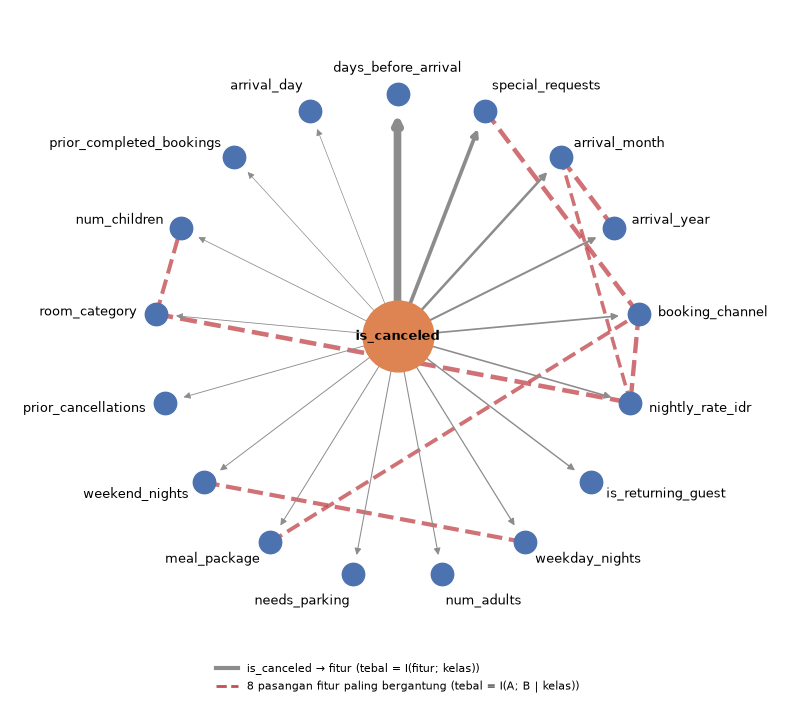 days_before_arrival
arrival_day
special_requests
prior_completed_bookings
arrival_month
num_children
arrival_year
room_category
booking_channel
is_canceled
prior_cancellations
nightly_rate_idr
weekend_nights
is_returning_guest
meal_package
weekday_nights
needs_parking
num_adults
is_canceled → fitur (tebal = I(fitur; kelas))
8 pasangan fitur paling bergantung (tebal = I(A; B | kelas))